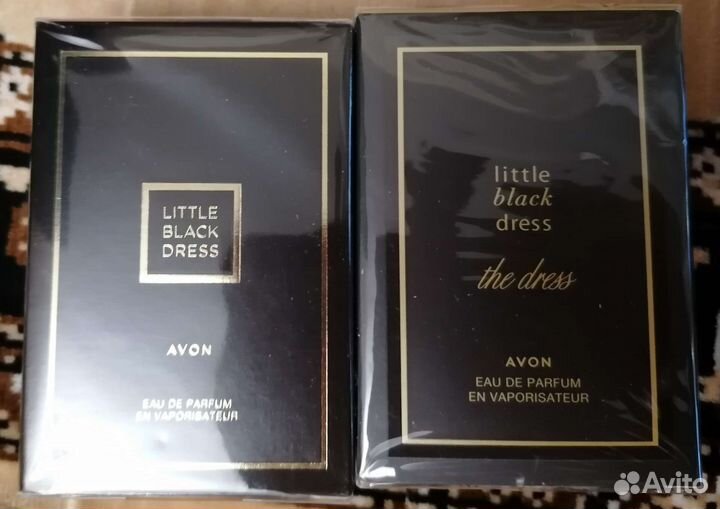 LITTLE
BLACK
DRESS
AVON
EAU DE PARFUM
EN VAPORISATEUR
little
black
dress
the dress
AVON
EAU DE PARFUM
EN VAPORISATEUR
Avito